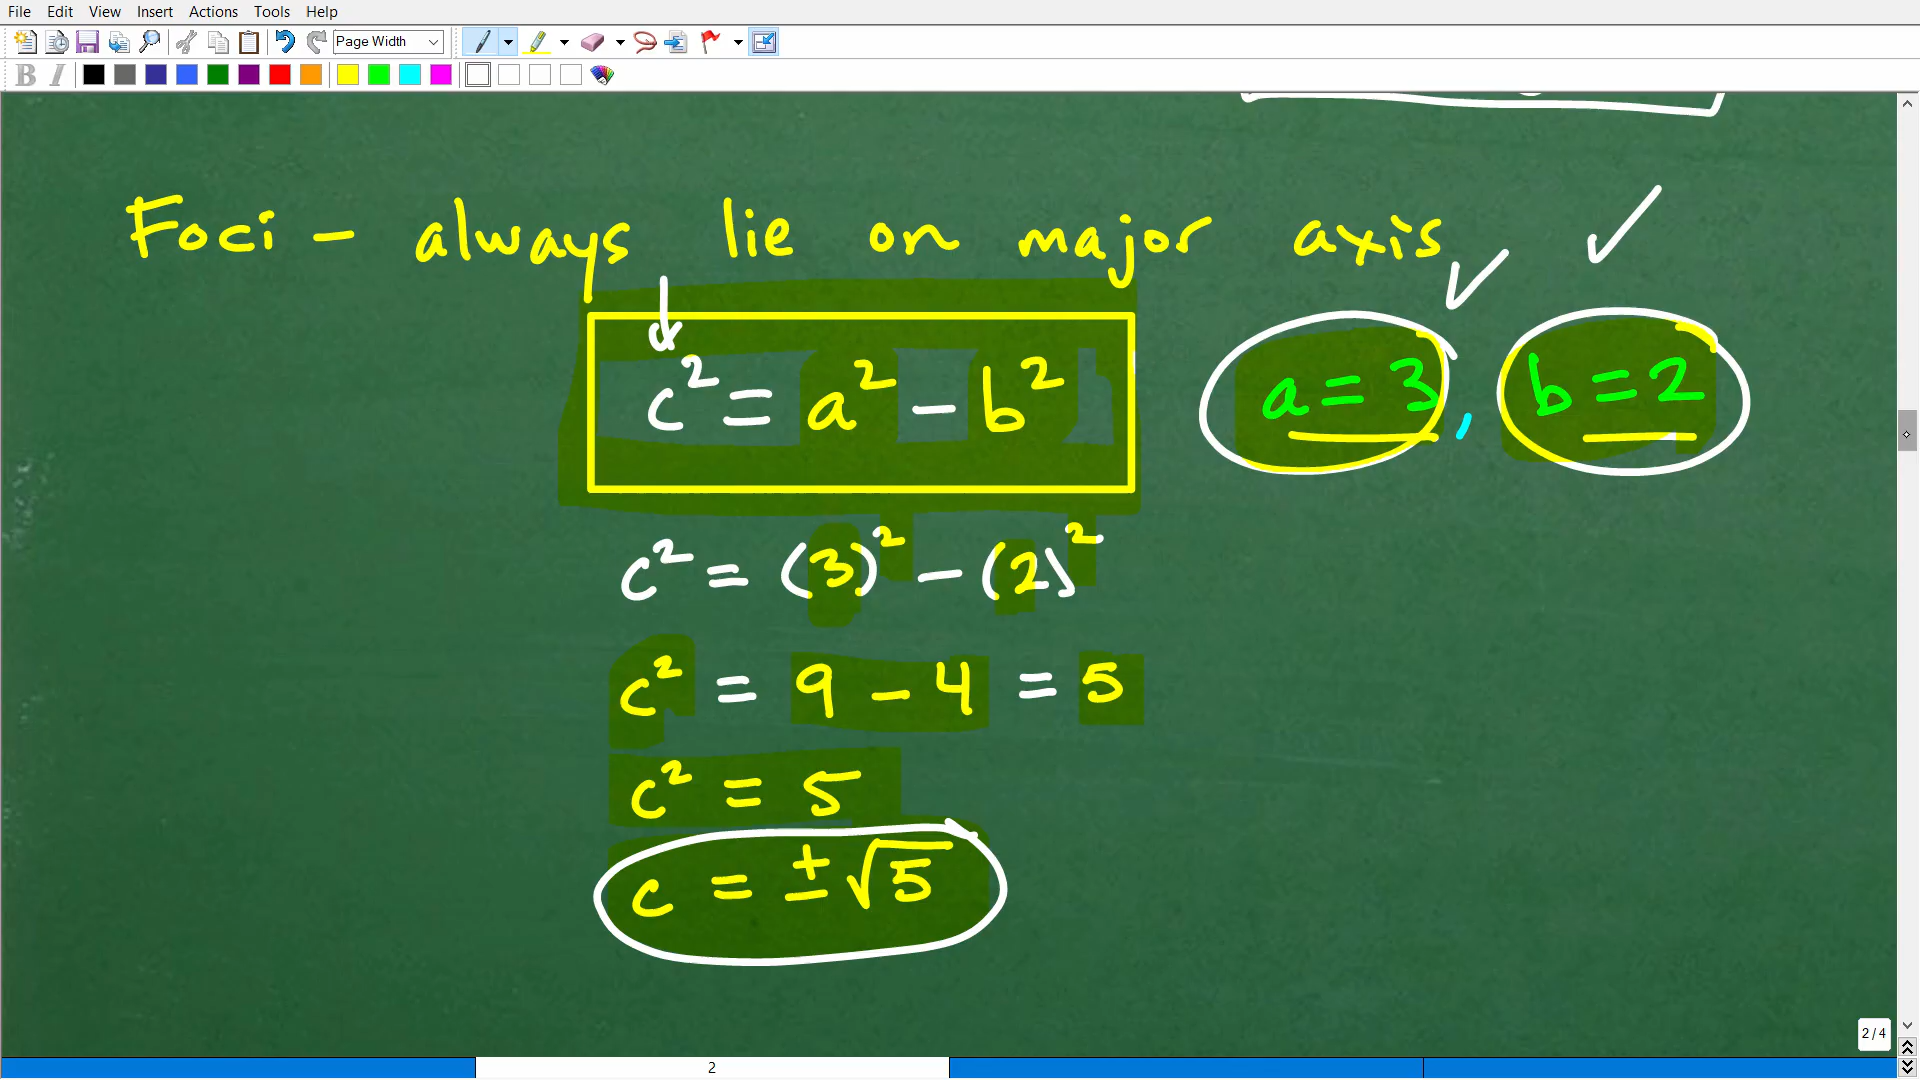 File Edit View Insert Actions Tools Help
Page Width
B I
Foci - always lie on major axis
c² = a² - b²
a = 3, b = 2
c² = (3)² - (2)²
c² = 9 - 4 = 5
c² = 5
c = ±√5
2 / 4
2